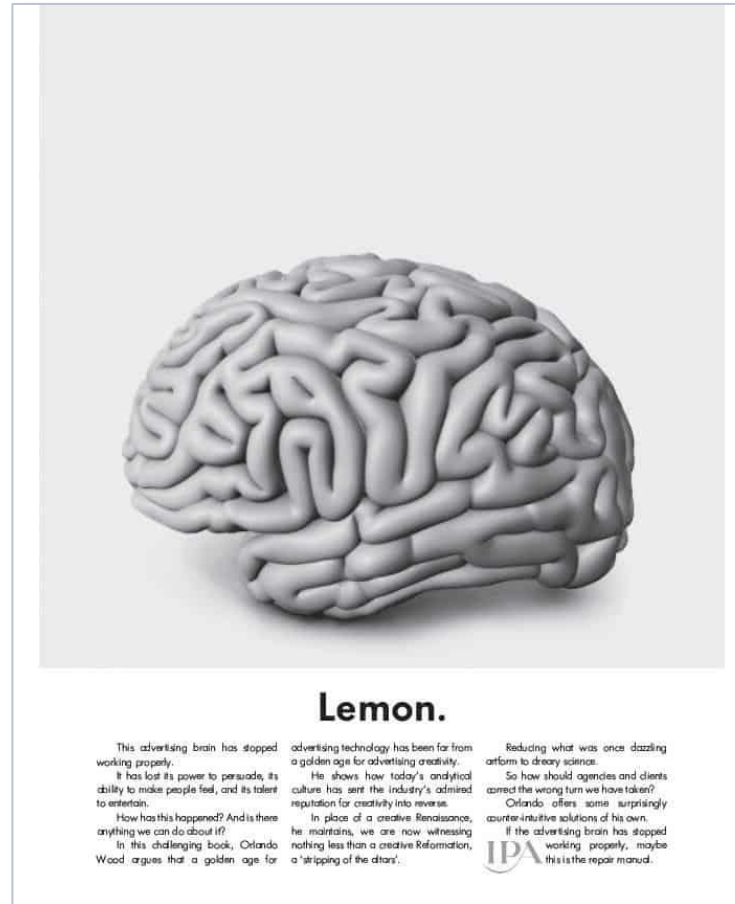 Lemon.
This advertising brain has stopped
working properly.
It has lost its power to persuade, its
ability to make people feel, and its talent
to entertain.
How has this happened? And is there
anything we can do about it?
In this challenging book, Orlando
Wood argues that a golden age for
advertising technology has been far from
a golden age for advertising creativity.
He shows how today's analytical
culture has sent the industry's admired
reputation for creativity into reverse.
In place of a creative Renaissance,
he maintains, we are now witnessing
nothing less than a creative Reformation,
a 'stripping of the altars'.
Reducing what was once dazzling
artform to dreary science.
So how should agencies and clients
correct the wrong turn we have taken?
Orlando offers some surprisingly
counter-intuitive solutions of his own.
If the advertising brain has stopped
working properly, maybe
this is the repair manual.
IPA